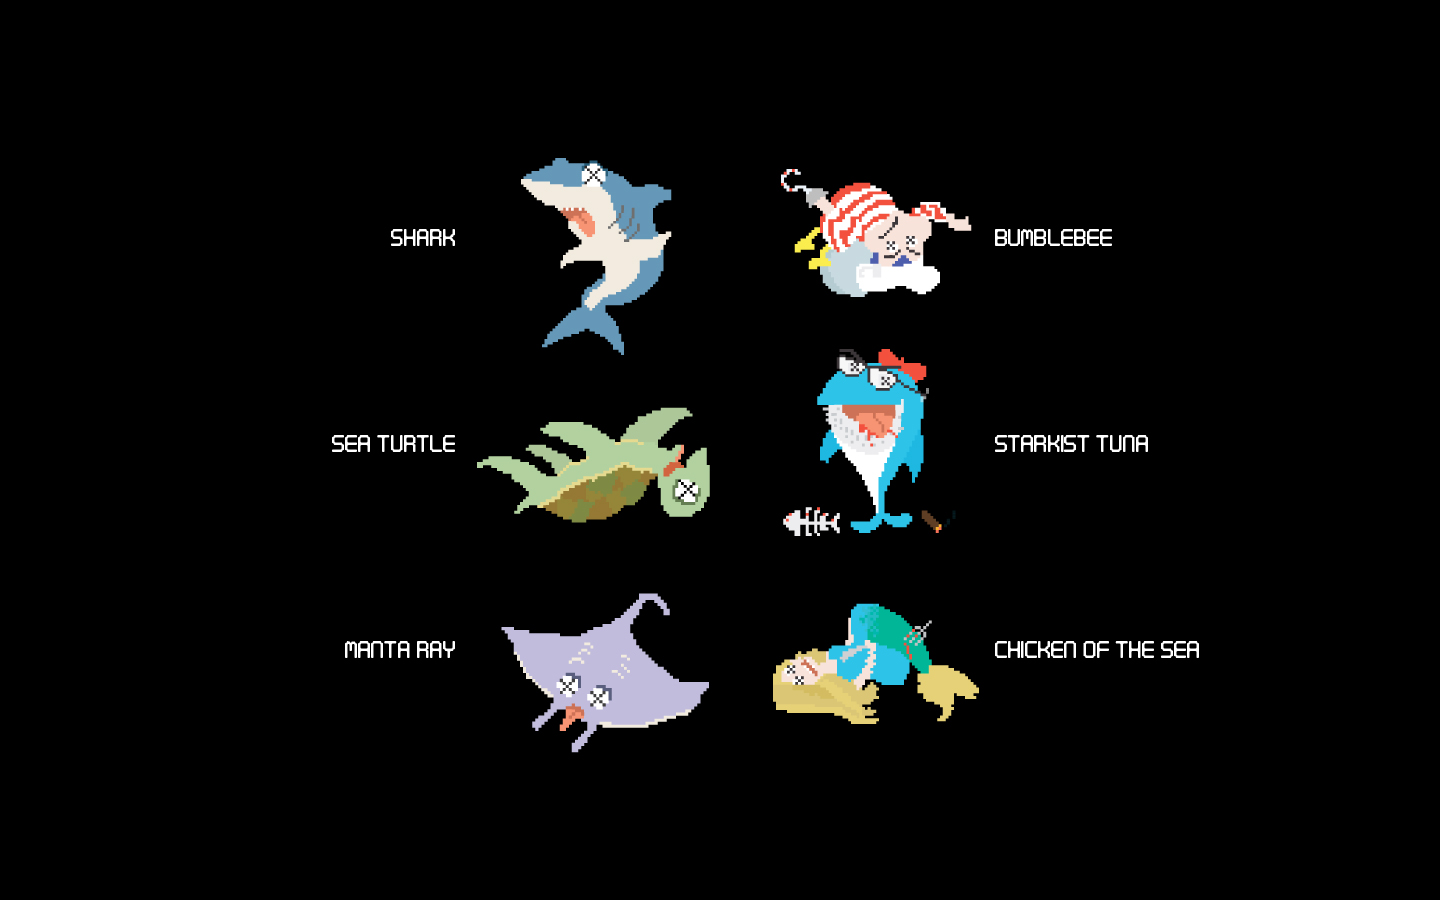 SHARK
BUMBLEBEE
SEA TURTLE
STARKIST TUNA
MANTA RAY
CHICKEN OF THE SEA